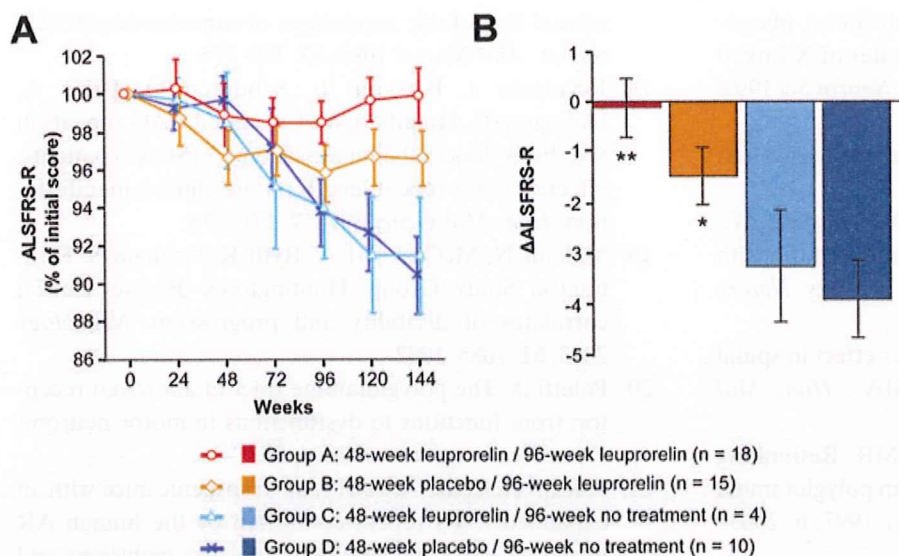 A
ALSFRS-R
(% of initial score)
102
100
98
96
94
92
90
88
86
0 24 48 72 96 120 144
Weeks
B
ΔALSFRS-R
1
0
-1
-2
-3
-4
-5
**
*
Group A: 48-week leuprorelin / 96-week leuprorelin (n = 18)
Group B: 48-week placebo / 96-week leuprorelin (n = 15)
Group C: 48-week leuprorelin / 96-week no treatment (n = 4)
Group D: 48-week placebo / 96-week no treatment (n = 10)